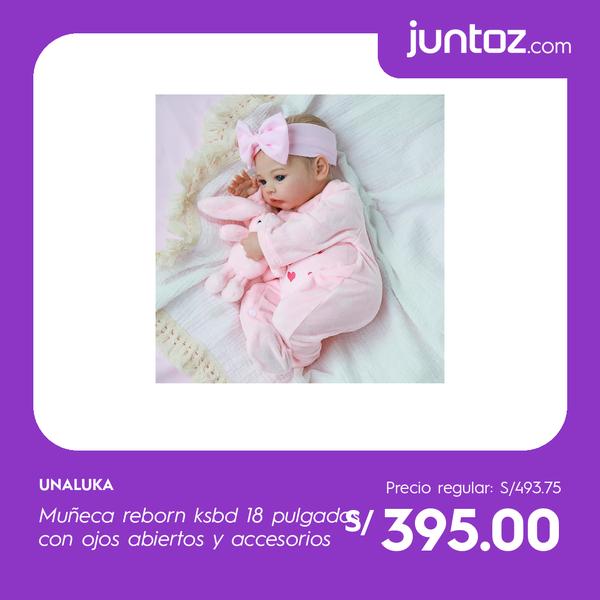 juntoz.com
UNALUKA
Precio regular: S/493.75
Muñeca reborn ksbd 18 pulgadas
con ojos abiertos y accesorios
S/ 395.00